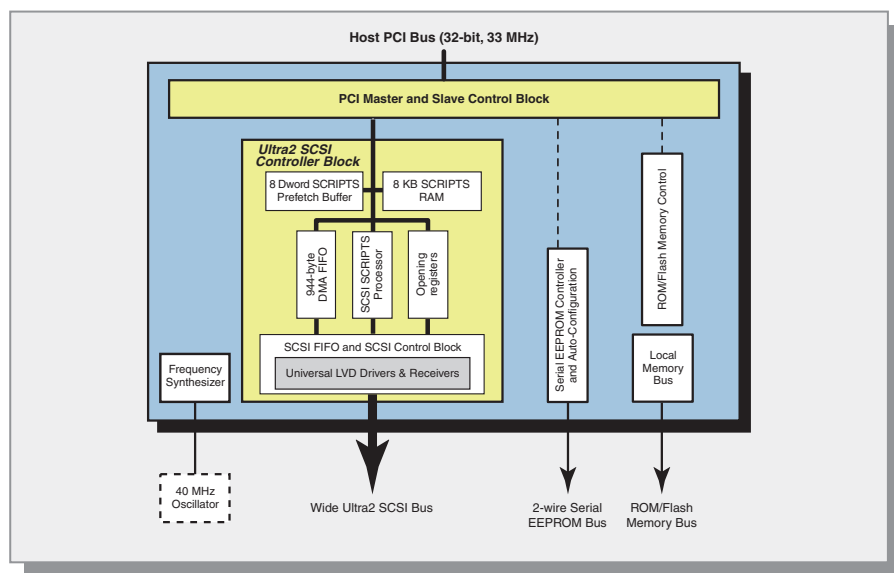 Host PCI Bus (32-bit, 33 MHz)
PCI Master and Slave Control Block
Ultra2 SCSI
Controller Block
8 Dword SCRIPTS
Prefetch Buffer
8 KB SCRIPTS
RAM
944-byte
DMA FIFO
SCSI SCRIPTS
Processor
Opening
registers
SCSI FIFO and SCSI Control Block
Universal LVD Drivers & Receivers
Serial EEPROM Controller
and Auto-Configuration
ROM/Flash Memory Control
Local
Memory
Bus
Frequency
Synthesizer
40 MHz
Oscillator
Wide Ultra2 SCSI Bus
2-wire Serial
EEPROM Bus
ROM/Flash
Memory Bus